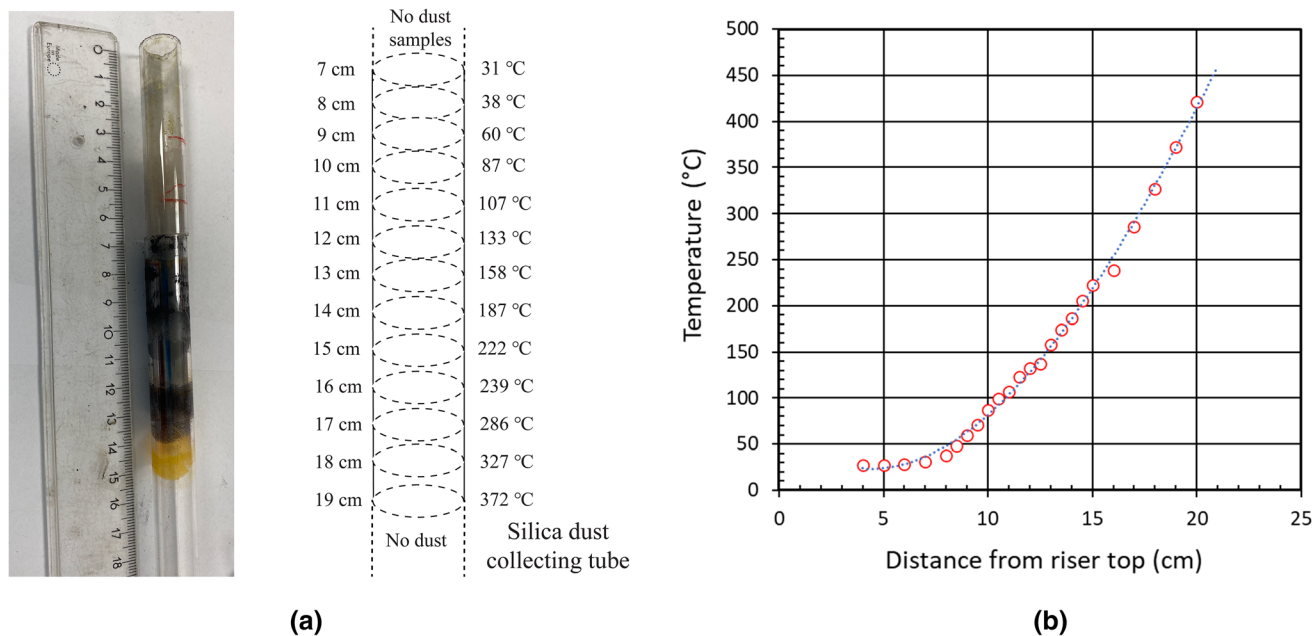 Made in Europe
0
1
2
3
4
5
6
7
8
9
10
11
12
13
14
15
16
17
18
No dust
samples
7 cm 31 °C
8 cm 38 °C
9 cm 60 °C
10 cm 87 °C
11 cm 107 °C
12 cm 133 °C
13 cm 158 °C
14 cm 187 °C
15 cm 222 °C
16 cm 239 °C
17 cm 286 °C
18 cm 327 °C
19 cm 372 °C
No dust
Silica dust
collecting tube
(a)
500
450
400
350
300
250
200
150
100
50
0
Temperature (°C)
0 5 10 15 20 25
Distance from riser top (cm)
(b)